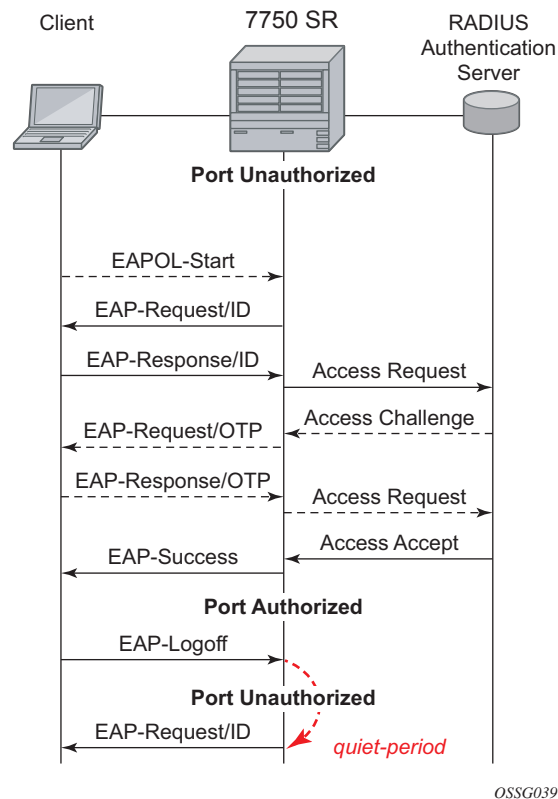 Client
7750 SR
RADIUS
Authentication
Server
Port Unauthorized
EAPOL-Start
EAP-Request/ID
EAP-Response/ID
Access Request
Access Challenge
EAP-Request/OTP
EAP-Response/OTP
Access Request
Access Accept
EAP-Success
Port Authorized
EAP-Logoff
Port Unauthorized
EAP-Request/ID
quiet-period
OSSG039